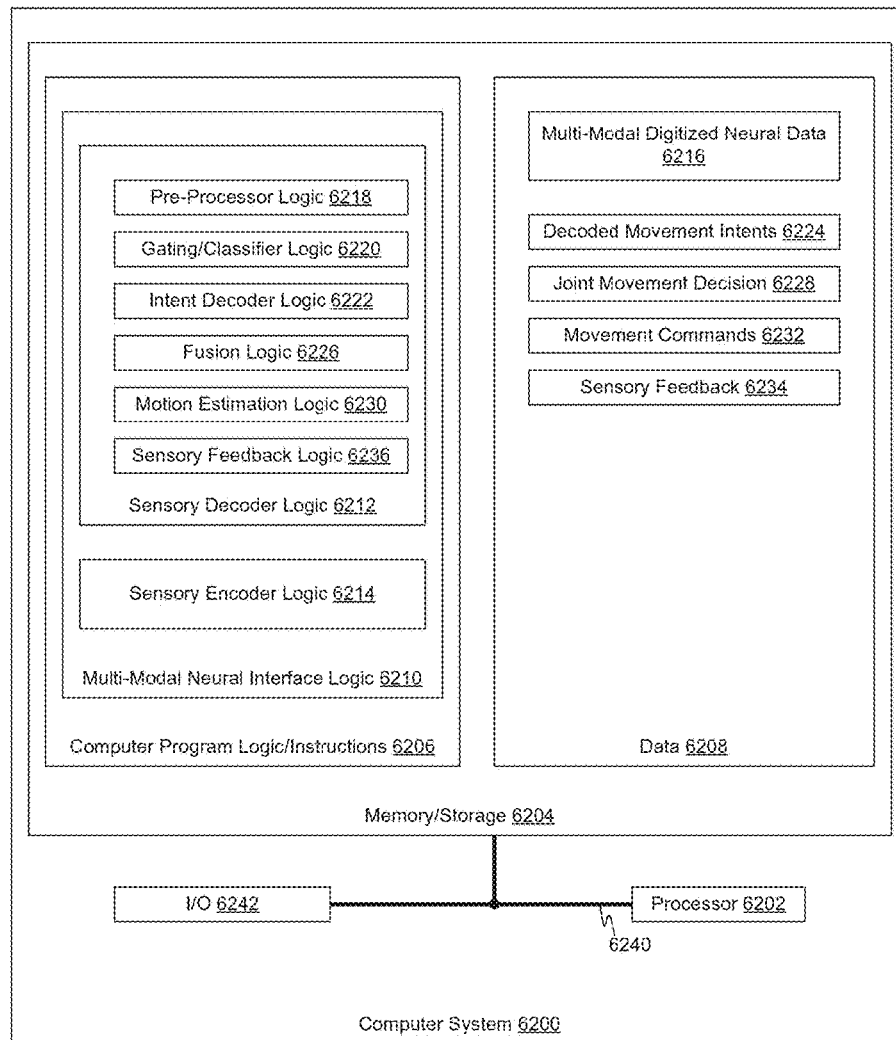 Pre-Processor Logic 6218
Gating/Classifier Logic 6220
Intent Decoder Logic 6222
Fusion Logic 6226
Motion Estimation Logic 6230
Sensory Feedback Logic 6236
Sensory Decoder Logic 6212
Sensory Encoder Logic 6214
Multi-Modal Neural Interface Logic 6210
Computer Program Logic/Instructions 6206
Multi-Modal Digitized Neural Data
6216
Decoded Movement Intents 6224
Joint Movement Decision 6228
Movement Commands 6232
Sensory Feedback 6234
Data 6208
Memory/Storage 6204
I/O 6242
Processor 6202
6240
Computer System 6200